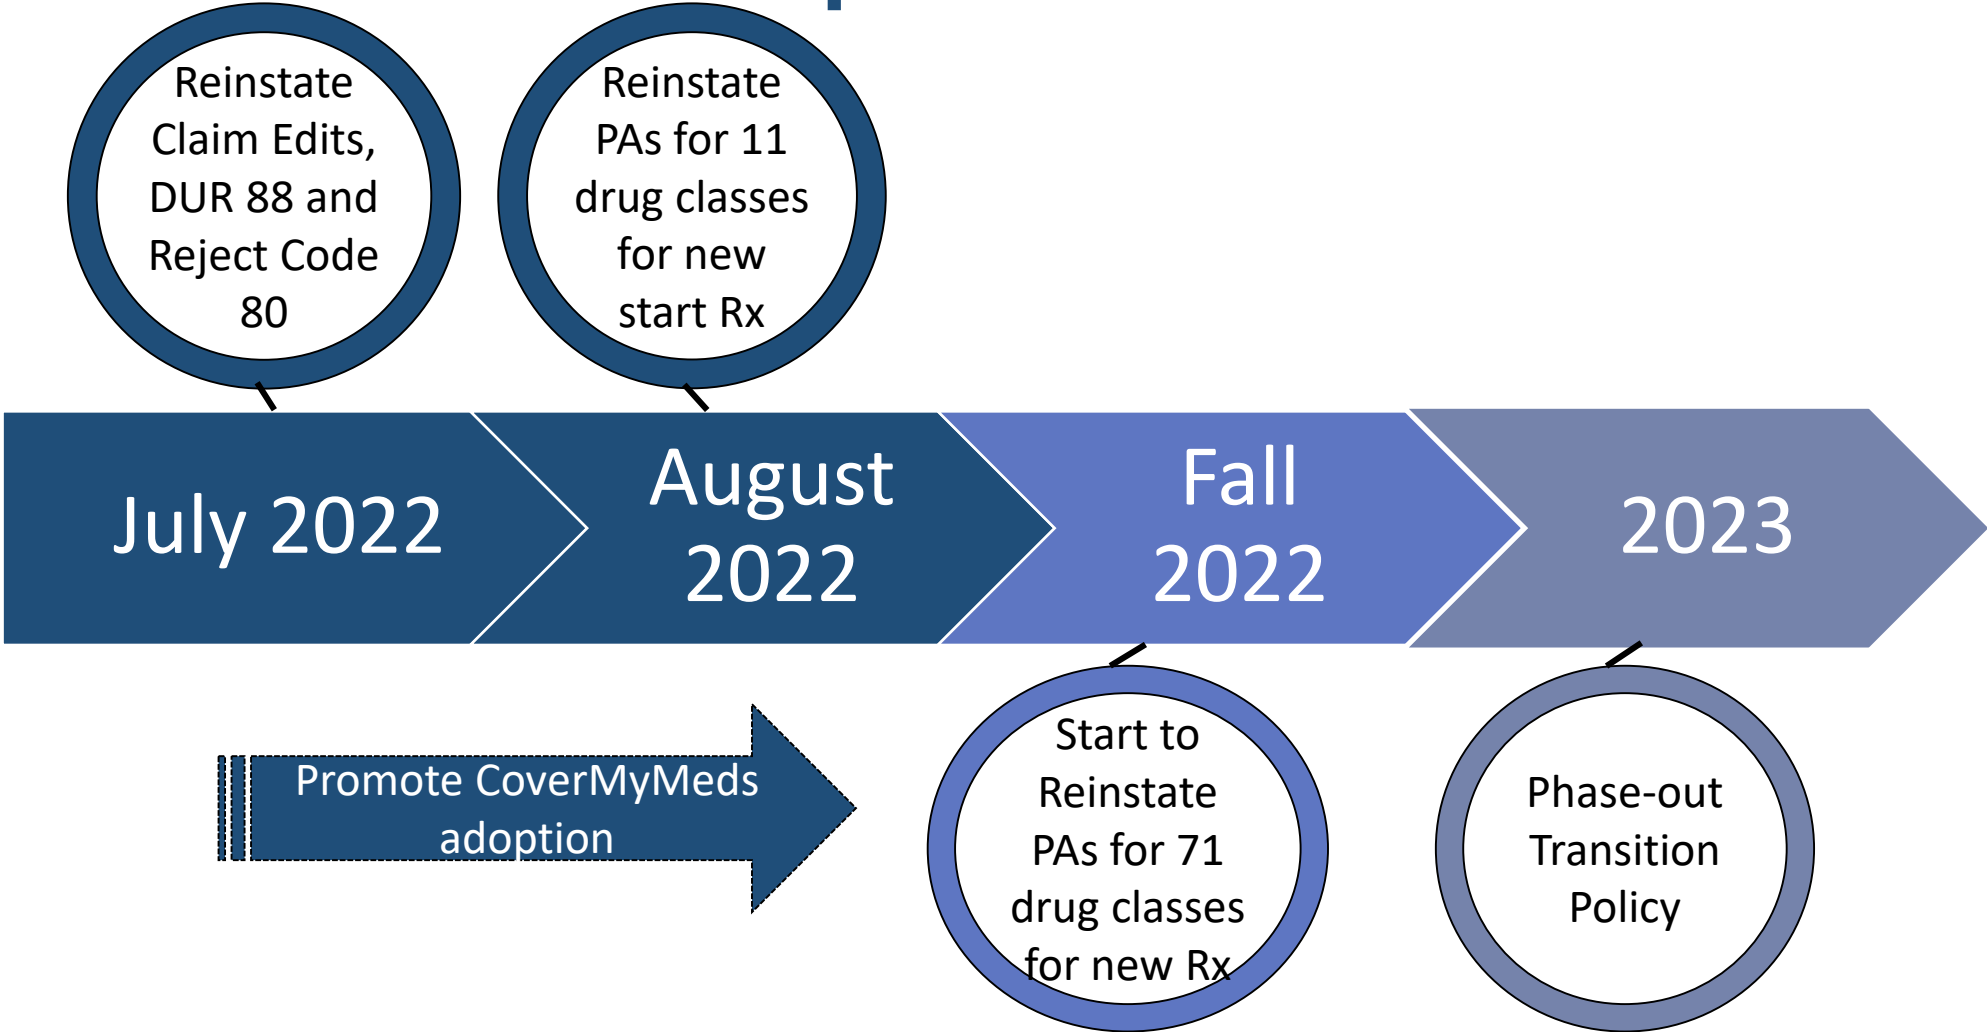 Reinstate
Claim Edits,
DUR 88 and
Reject Code
80
Reinstate
PAs for 11
drug classes
for new
start Rx
July 2022
August
2022
Fall
2022
2023
Promote CoverMyMeds
adoption
Start to
Reinstate
PAs for 71
drug classes
for new Rx
Phase-out
Transition
Policy